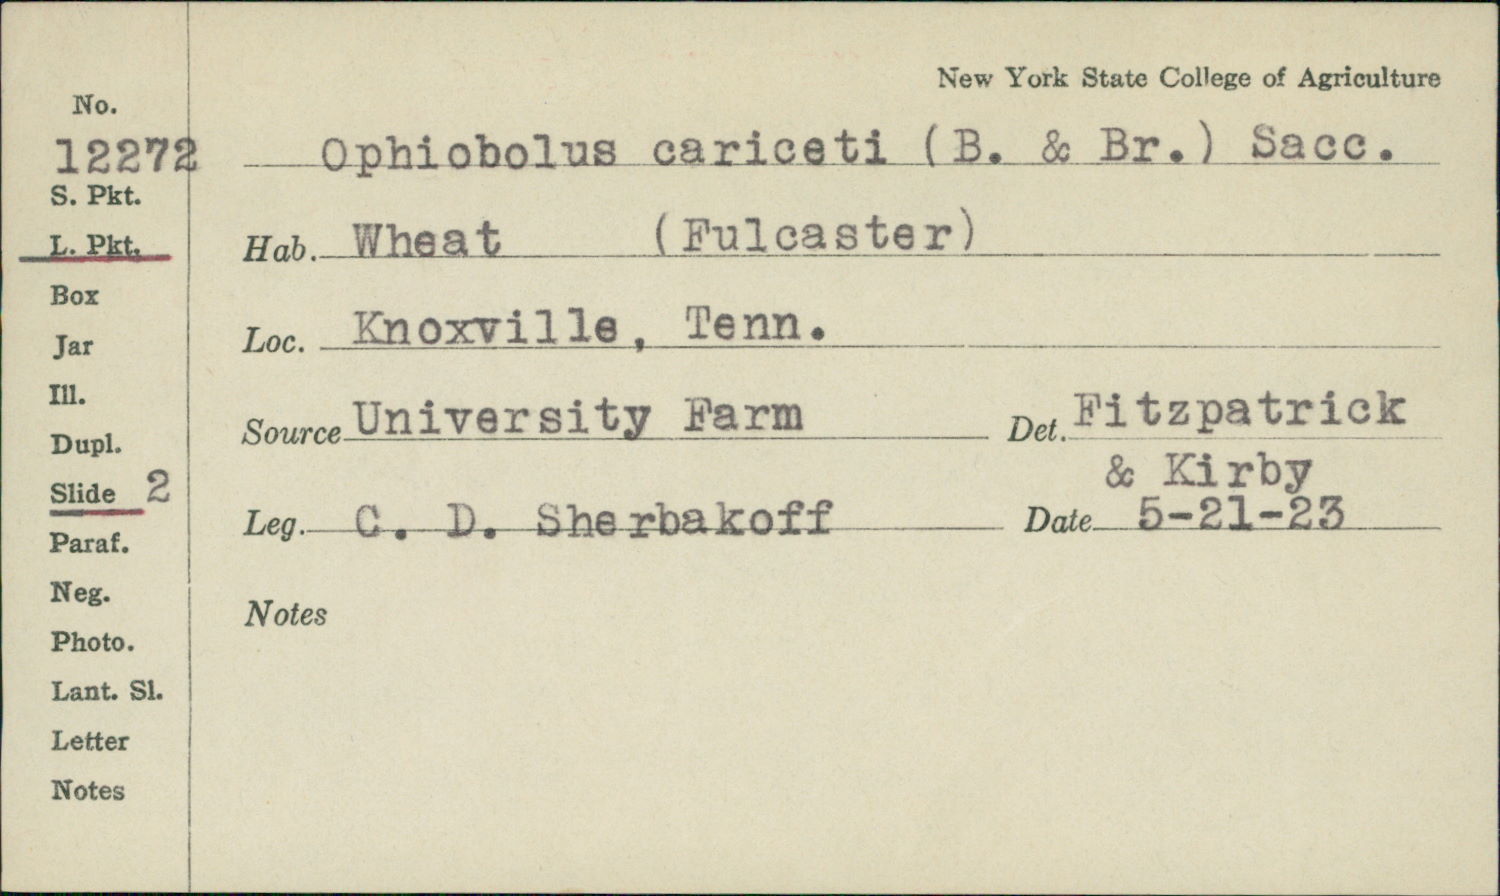 New York State College of Agriculture
No.
12272
Ophiobolus cariceti (B. & Br.) Sacc.
S. Pkt.
L. Pkt.
Hab. Wheat (Fulcaster)
Box
Jar
Loc. Knoxville, Tenn.
Ill.
Dupl.
Source University Farm Det. Fitzpatrick
& Kirby
Slide 2
Leg. C. D. Sherbakoff Date 5-21-23
Paraf.
Neg.
Notes
Photo.
Lant. Sl.
Letter
Notes